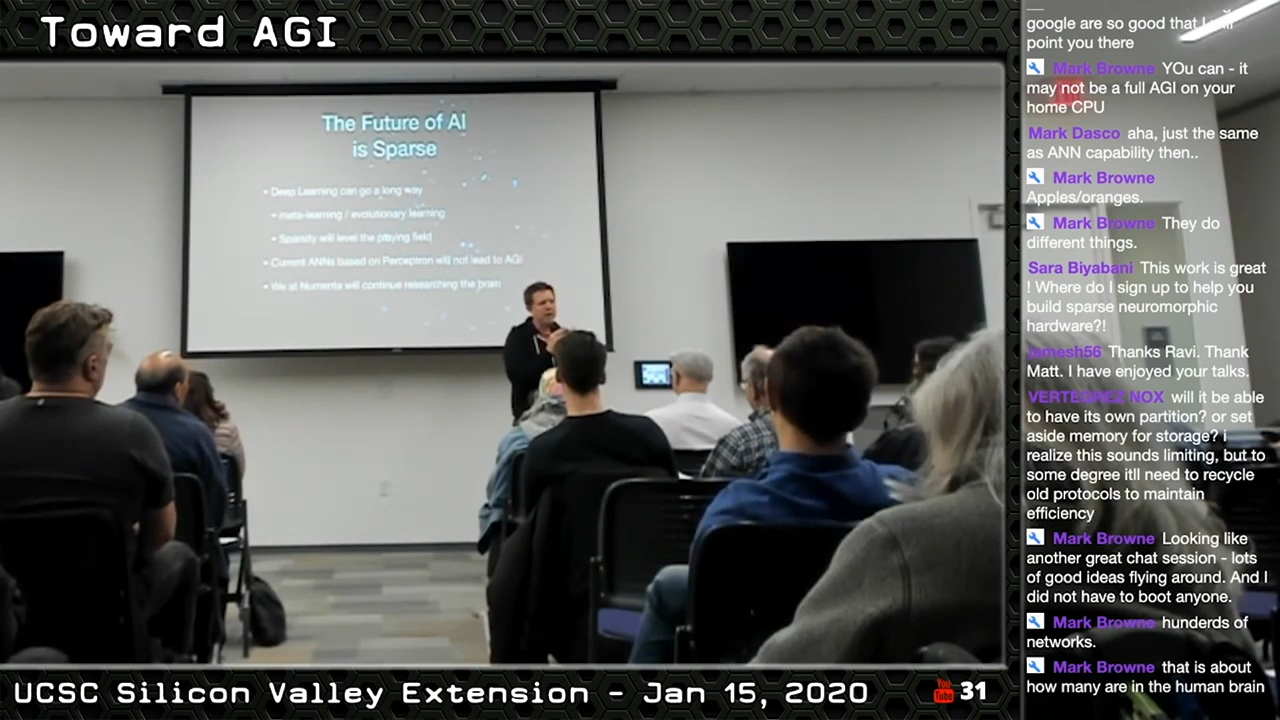 Toward AGI
The Future of AI
is Sparse
• Deep Learning can go a long way
• meta-learning / evolutionary learning
• Sparsity will level the playing field
• Current ANNs based on Perceptron will not lead to AGI
• We at Numenta will continue researching the brain
google are so good that I
point you there
Mark Browne YOu can - it
may not be a full AGI on your
home CPU
Mark Dasco aha, just the same
as ANN capability then..
Mark Browne
Apples/oranges.
Mark Browne They do
different things.
Sara Biyabani This work is great
! Where do I sign up to help you
build sparse neuromorphic
hardware?!
Thanks Ravi. Thank
Matt. I have enjoyed your talks.
VERTEGREZ NOX will it be able
to have its own partition? or set
aside memory for storage? i
realize this sounds limiting, but to
some degree itll need to recycle
old protocols to maintain
efficiency
Mark Browne Looking like
another great chat session - lots
of good ideas flying around. And I
did not have to boot anyone.
Mark Browne hunderds of
networks.
Mark Browne that is about
how many are in the human brain
UCSC Silicon Valley Extension - Jan 15, 2020
You
Tube
31